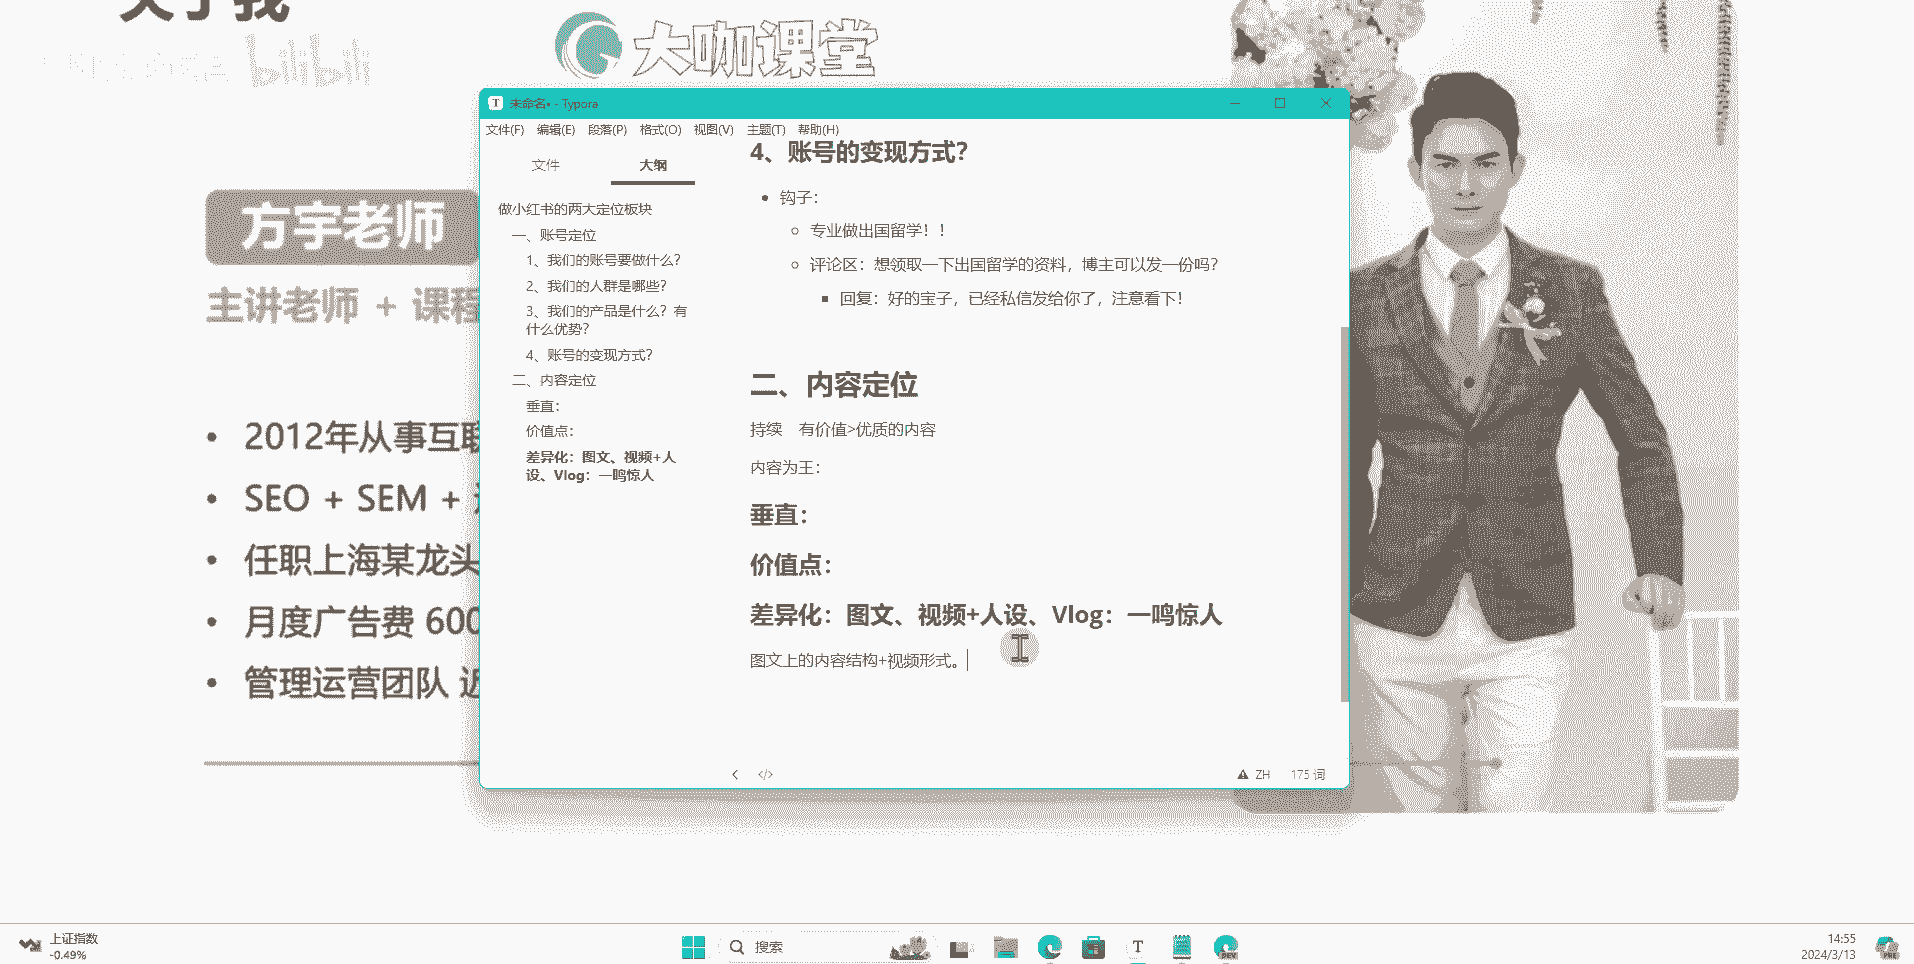 关于我
bilibili
大咖课堂
方宇老师
主讲老师 + 课程
2012年从事互联
SEO + SEM +
任职上海某龙头
月度广告费 600
管理运营团队 近
未命名• - Typora
文件(F) 编辑(E) 段落(P) 格式(O) 视图(V) 主题(T) 帮助(H)
文件 大纲
做小红书的两大定位板块
一、账号定位
1、我们的账号要做什么？
2、我们的人群是哪些？
3、我们的产品是什么？有
什么优势？
4、账号的变现方式？
二、内容定位
垂直：
价值点：
差异化：图文、视频+人
设、Vlog：一鸣惊人
4、账号的变现方式？
钩子：
专业做出国留学！！
评论区：想领取一下出国留学的资料，博主可以发一份吗？
回复：好的宝子，已经私信发给你了，注意看下！
二、内容定位
持续 有价值>优质的内容
内容为王：
垂直：
价值点：
差异化：图文、视频+人设、Vlog：一鸣惊人
图文上的内容结构+视频形式。
ZH 175 词
上证指数
-0.49%
搜索
T
DEV
14:55
2024/3/13
PRE